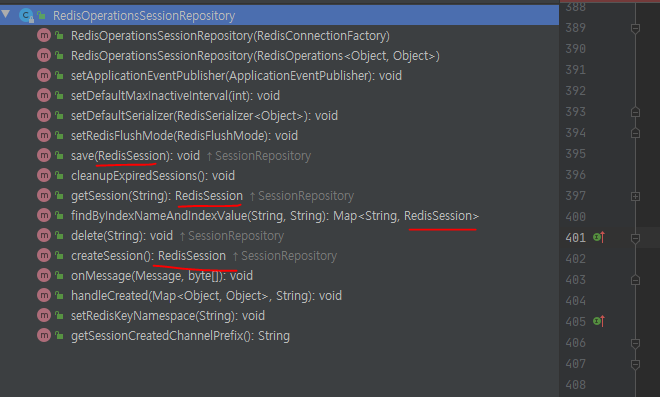 RedisOperationsSessionRepository
RedisOperationsSessionRepository(RedisConnectionFactory)
RedisOperationsSessionRepository(RedisOperations<Object, Object>)
setApplicationEventPublisher(ApplicationEventPublisher): void
setDefaultMaxInactiveInterval(int): void
setDefaultSerializer(RedisSerializer<Object>): void
setRedisFlushMode(RedisFlushMode): void
save(RedisSession): void ↑SessionRepository
cleanupExpiredSessions(): void
getSession(String): RedisSession ↑SessionRepository
findByIndexNameAndIndexValue(String, String): Map<String, RedisSession>
delete(String): void ↑SessionRepository
createSession(): RedisSession ↑SessionRepository
onMessage(Message, byte[]): void
handleCreated(Map<Object, Object>, String): void
setRedisKeyNamespace(String): void
getSessionCreatedChannelPrefix(): String
388
389
390
391
392
393
394
395
396
397
400
401
402
403
404
405
406
407
408